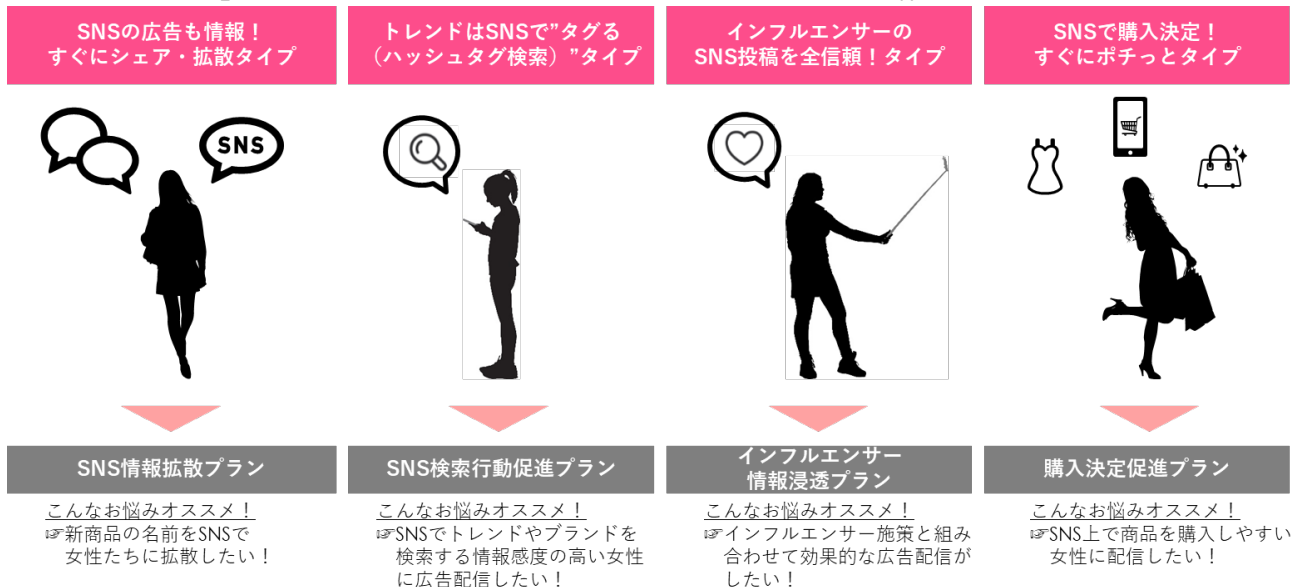 SNSの広告も情報！
すぐにシェア・拡散タイプ
トレンドはSNSで”タグる
（ハッシュタグ検索）”タイプ
インフルエンサーの
SNS投稿を全信頼！タイプ
SNSで購入決定！
すぐにポチっとタイプ
SNS
SNS情報拡散プラン
SNS検索行動促進プラン
インフルエンサー
情報浸透プラン
購入決定促進プラン
こんなお悩みオススメ！
☞新商品の名前をSNSで
女性たちに拡散したい！
こんなお悩みオススメ！
☞SNSでトレンドやブランドを
検索する情報感度の高い女性
に広告配信したい！
こんなお悩みオススメ！
☞インフルエンサー施策と組み
合わせて効果的な広告配信が
したい！
こんなお悩みオススメ！
☞SNS上で商品を購入しやすい
女性に配信したい！